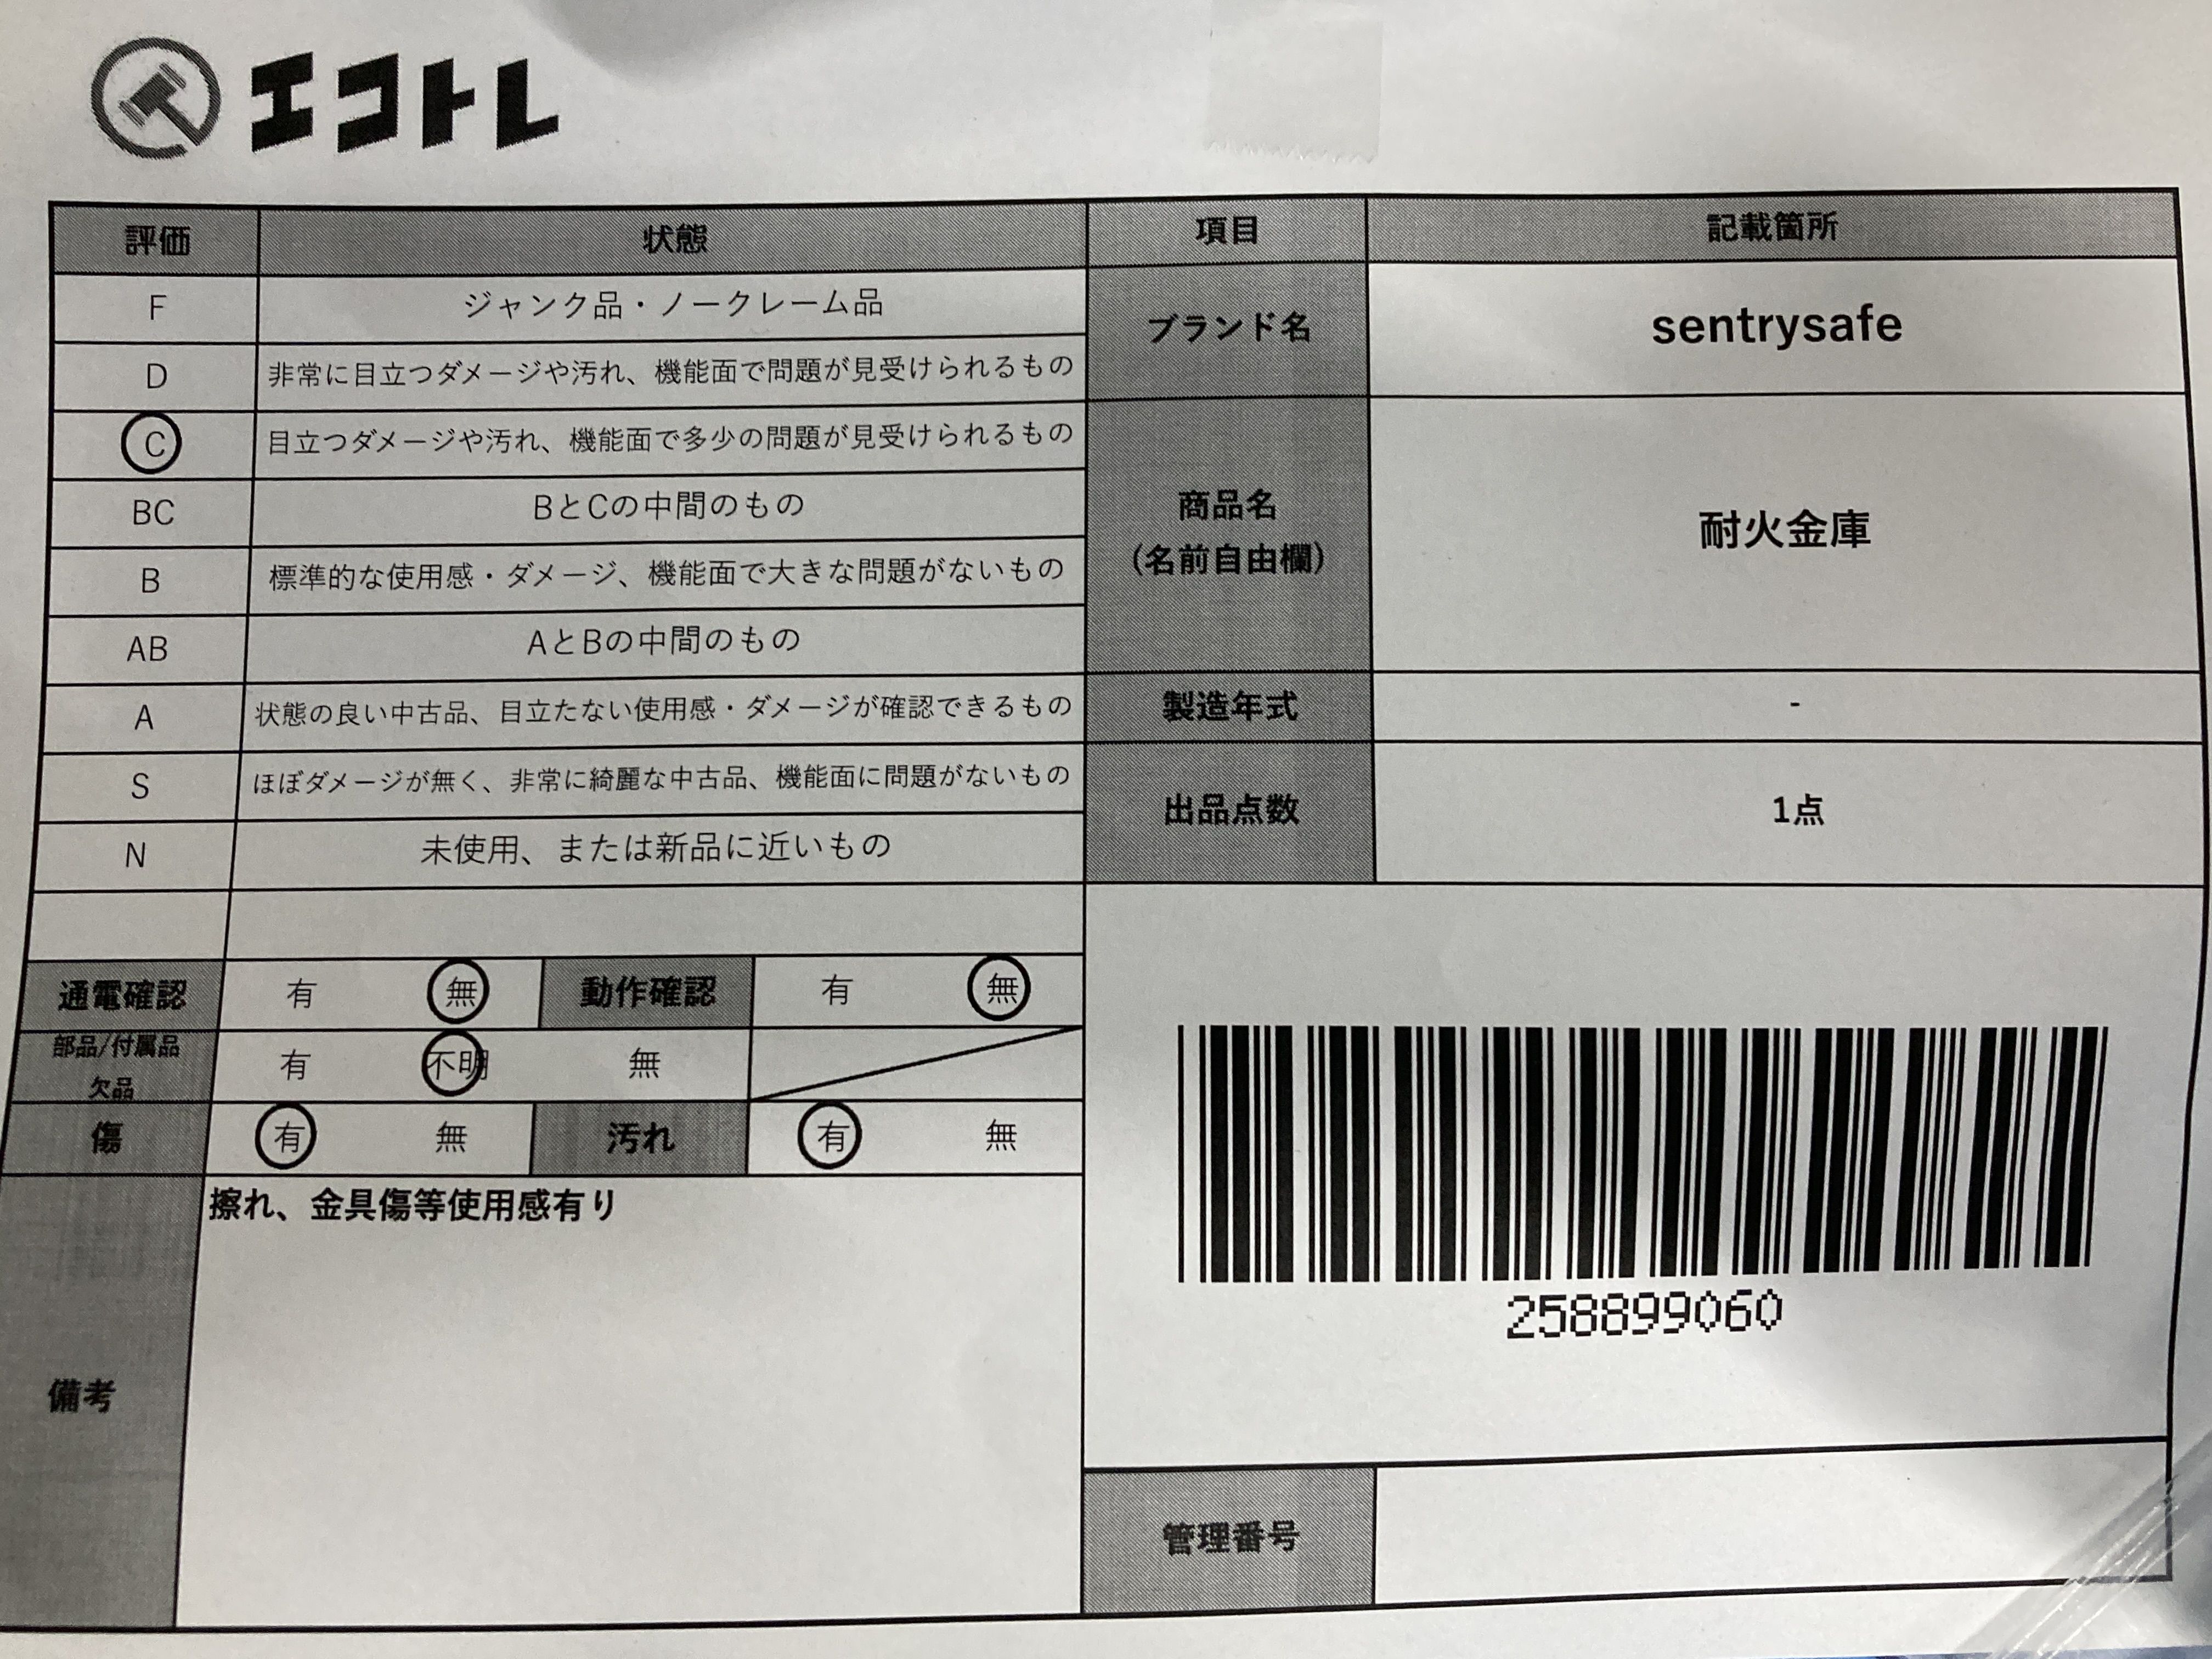 エコトレ
評価 状態 項目 記載箇所
F ジャンク品・ノークレーム品
D 非常に目立つダメージや汚れ、機能面で問題が見受けられるもの
C 目立つダメージや汚れ、機能面で多少の問題が見受けられるもの
BC BとCの中間のもの
B 標準的な使用感・ダメージ、機能面で大きな問題がないもの
AB AとBの中間のもの
A 状態の良い中古品、目立たない使用感・ダメージが確認できるもの
S ほぼダメージが無く、非常に綺麗な中古品、機能面に問題がないもの
N 未使用、または新品に近いもの
ブランド名 sentrysafe
商品名
(名前自由欄)
耐火金庫
製造年式 -
出品点数 1点
通電確認 有 無 動作確認 有 無
部品/付属品
欠品
有 不明 無
傷 有 無 汚れ 有 無
備考
擦れ、金具傷等使用感有り
258899060
管理番号